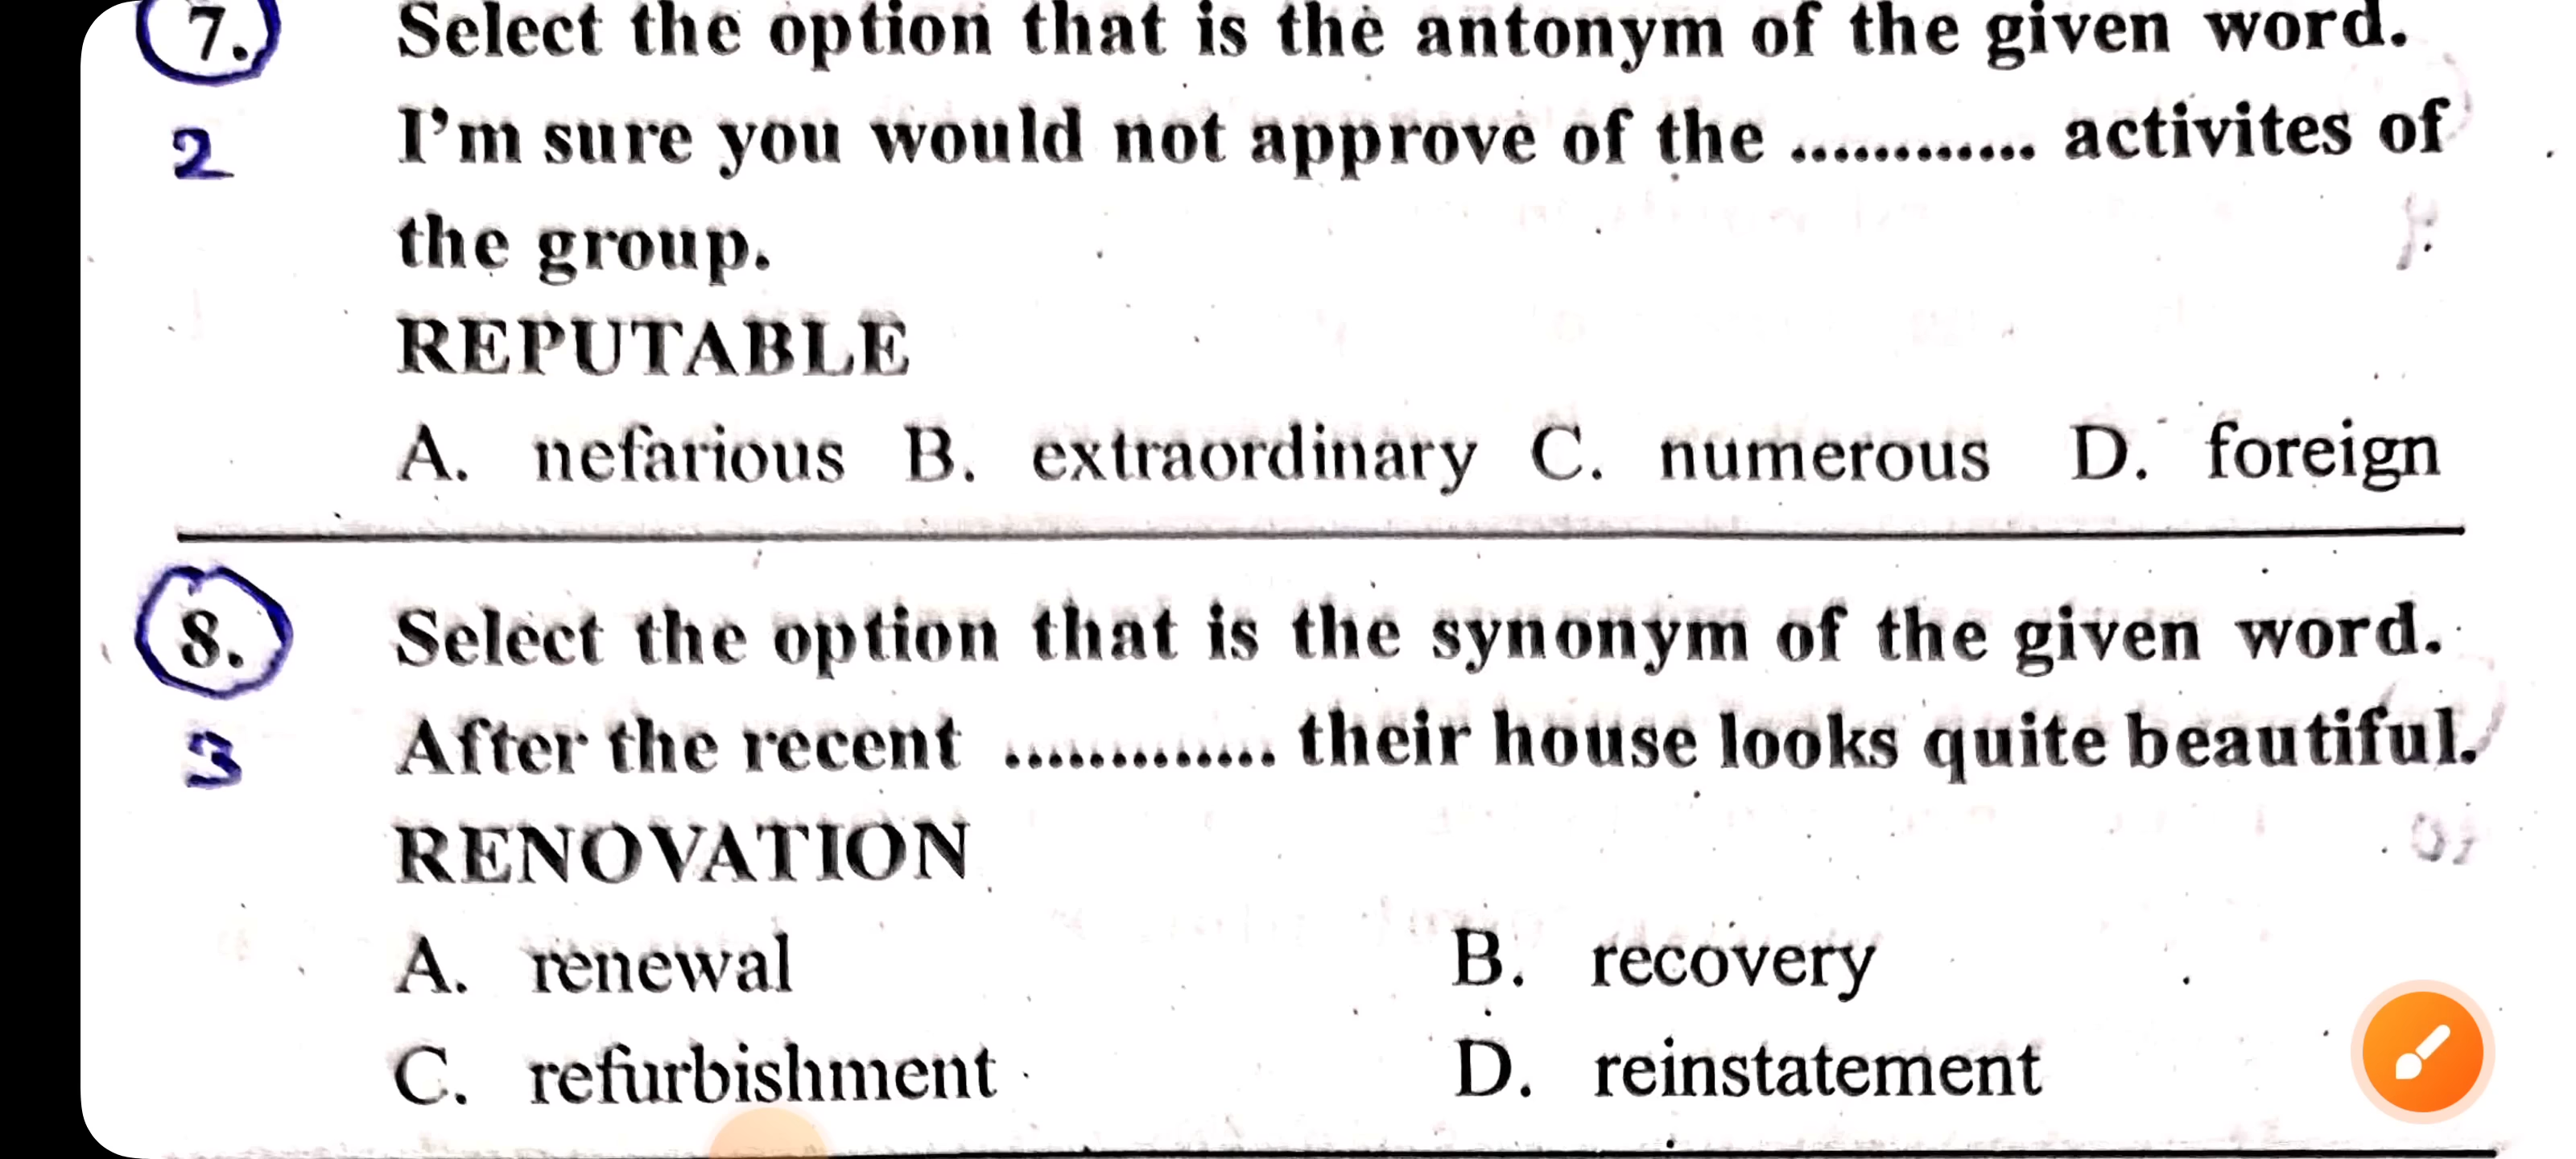 7. Select the option that is the antonym of the given word.
2 I'm sure you would not approve of the ............ activites of
the group.
REPUTABLE
A. nefarious B. extraordinary C. numerous D. foreign
8. Select the option that is the synonym of the given word.
3 After the recent ............. their house looks quite beautiful.
RENOVATION
A. renewal B. recovery
C. refurbishment D. reinstatement